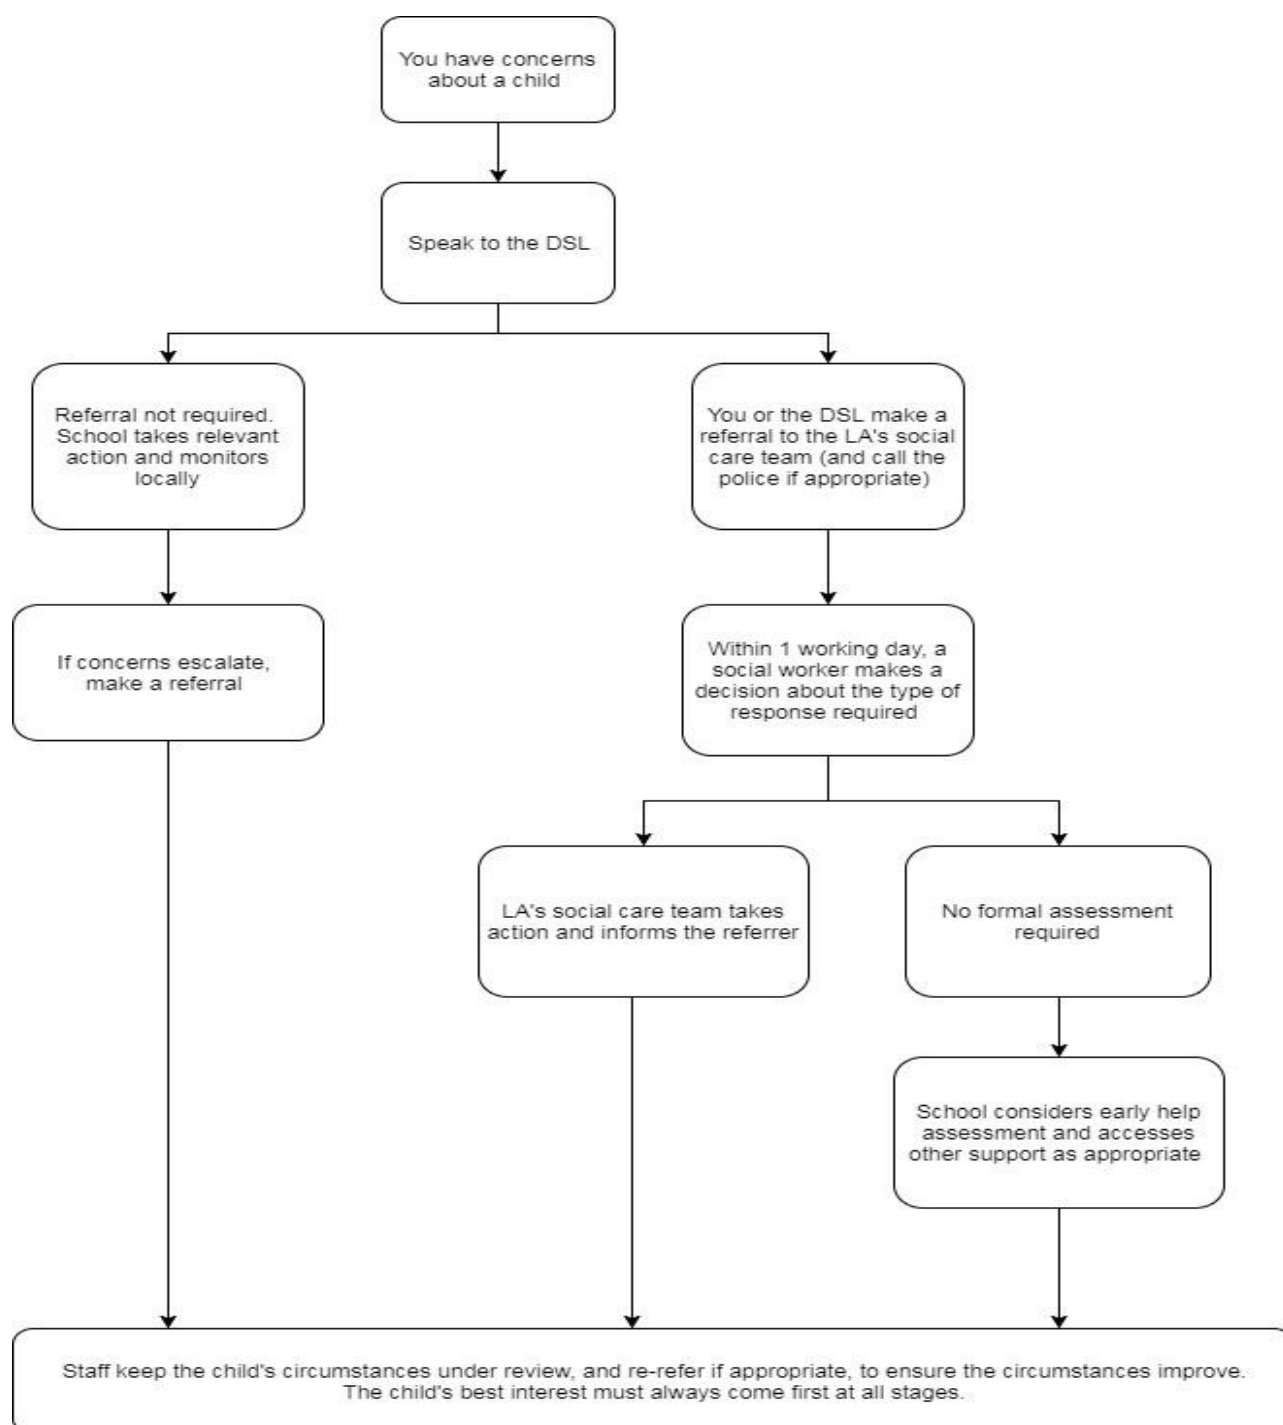 You have concerns
about a child
Speak to the DSL
Referral not required.
School takes relevant
action and monitors
locally
You or the DSL make a
referral to the LA's social
care team (and call the
police if appropriate)
If concerns escalate,
make a referral
Within 1 working day, a
social worker makes a
decision about the type of
response required
LA's social care team takes
action and informs the referrer
No formal assessment
required
School considers early help
assessment and accesses
other support as appropriate
Staff keep the child's circumstances under review, and re-refer if appropriate, to ensure the circumstances improve.
The child's best interest must always come first at all stages.